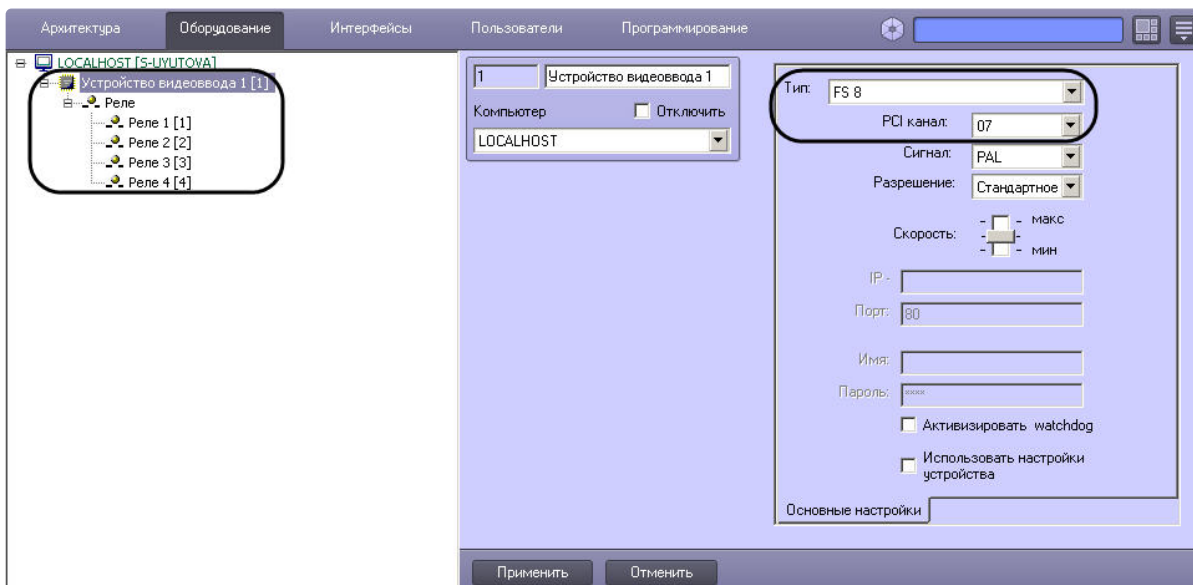 Архитектура Оборудование Интерфейсы Пользователи Программирование
LOCALHOST [S-UYUTOVA]
Устройство видеоввода 1 [1]
Реле
Реле 1 [1]
Реле 2 [2]
Реле 3 [3]
Реле 4 [4]
1 Устройство видеоввода 1
Компьютер Отключить
LOCALHOST
Тип: FS 8
PCI канал: 07
Сигнал: PAL
Разрешение: Стандартное
Скорость: - - макс
- -
- - мин
IP -
Порт: 80
Имя:
Пароль: ××××
Активизировать watchdog
Использовать настройки
устройства
Основные настройки
Применить Отменить